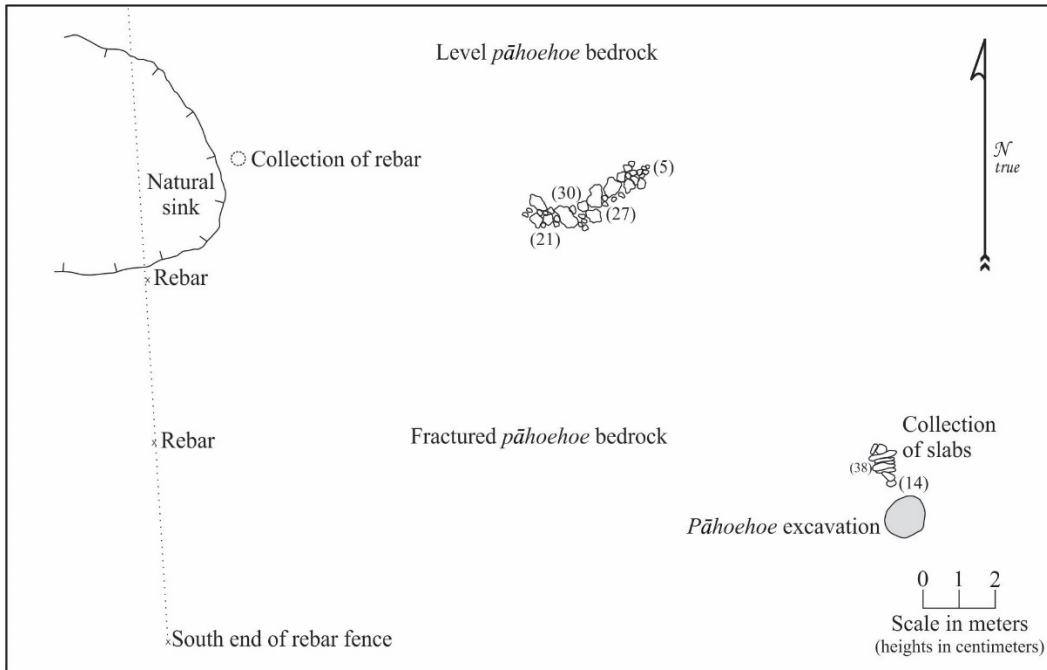 Level pāhoehoe bedrock
N
true
Collection of rebar
Natural
sink
(5)
(30)
(27)
(21)
Rebar
Rebar
Fractured pāhoehoe bedrock
Collection
of slabs
(38)
(14)
Pāhoehoe excavation
0 1 2
Scale in meters
(heights in centimeters)
South end of rebar fence